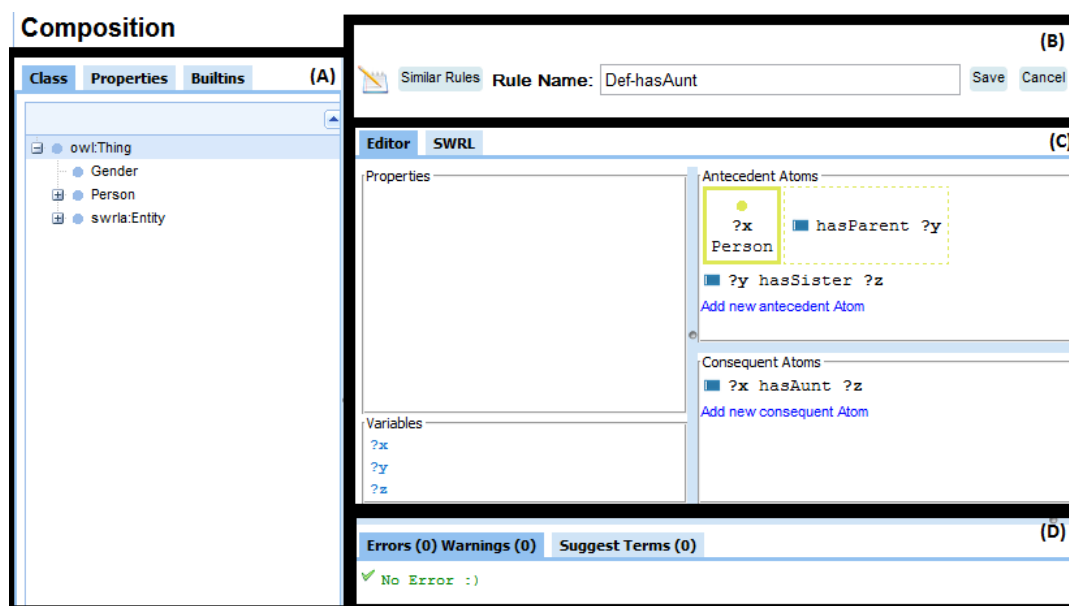 Composition
Class Properties Builtins (A)
owl:Thing
Gender
Person
swrla:Entity
(B)
Similar Rules Rule Name: Def-hasAunt Save Cancel
Editor SWRL (C)
Properties
Variables
?x
?y
?z
Antecedent Atoms
?x
Person
hasParent ?y
?y hasSister ?z
Add new antecedent Atom
Consequent Atoms
?x hasAunt ?z
Add new consequent Atom
(D)
Errors (0) Warnings (0) Suggest Terms (0)
No Error :)